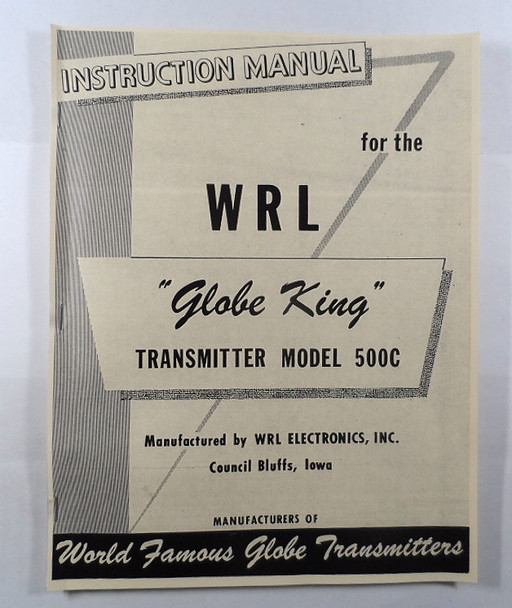 INSTRUCTION MANUAL
for the
WRL
"Globe King"
TRANSMITTER MODEL 500C
Manufactured by WRL ELECTRONICS, INC.
Council Bluffs, Iowa
MANUFACTURERS OF
World Famous Globe Transmitters